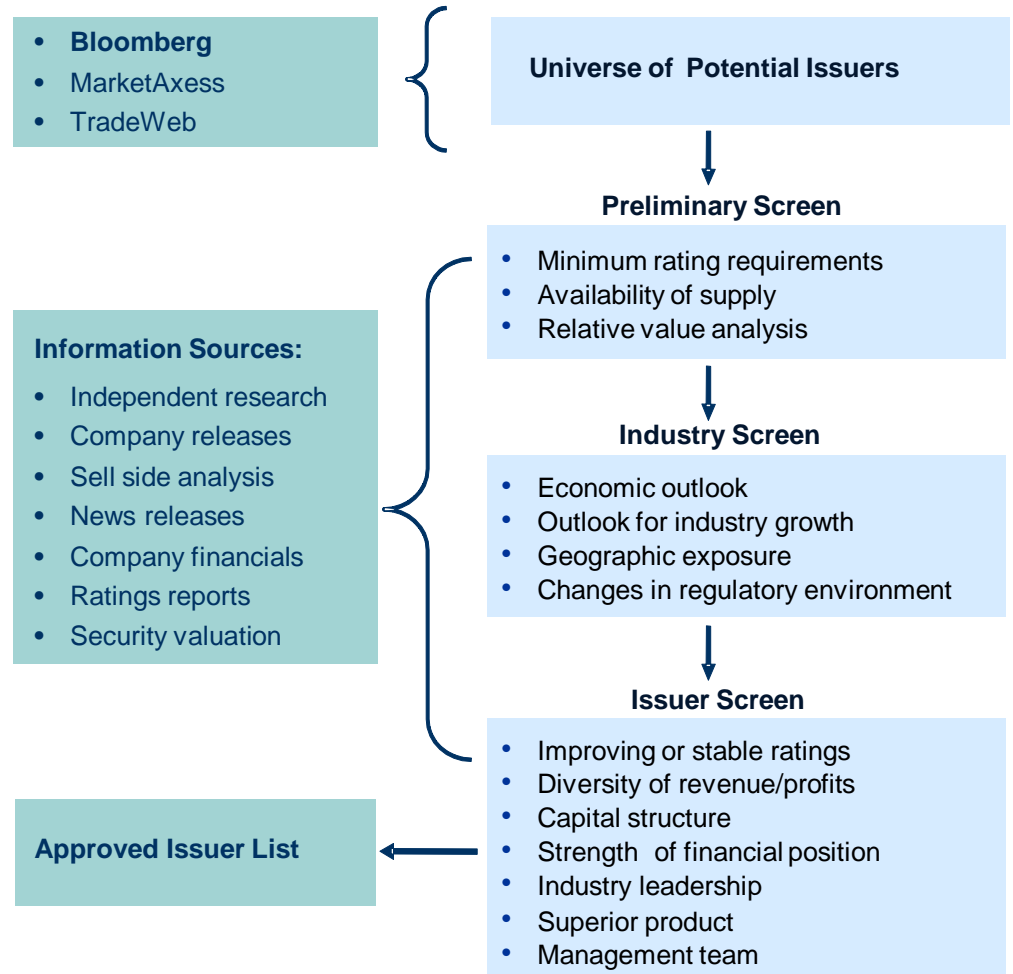 • Bloomberg
• MarketAxess
• TradeWeb
Universe of Potential Issuers
Preliminary Screen
• Minimum rating requirements
• Availability of supply
• Relative value analysis
Information Sources:
• Independent research
• Company releases
• Sell side analysis
• News releases
• Company financials
• Ratings reports
• Security valuation
Industry Screen
• Economic outlook
• Outlook for industry growth
• Geographic exposure
• Changes in regulatory environment
Issuer Screen
• Improving or stable ratings
• Diversity of revenue/profits
• Capital structure
• Strength of financial position
• Industry leadership
• Superior product
• Management team
Approved Issuer List